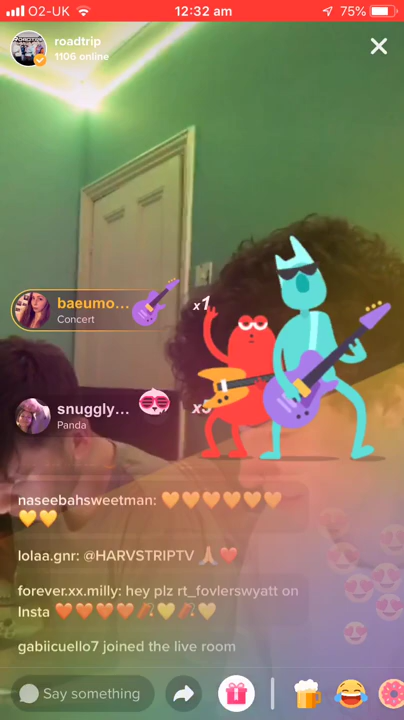 O2-UK
12:32 am
75%
roadtrip
1106 online
baeumo...
x1
Concert
snuggly...
Panda
naseebahsweetman: 🧡🧡🧡🧡🧡🧡
💛💛
lolaa.gnr: @HARVSTRIPTV 🙏🏼❤️
forever.xx.milly: hey plz rt_fovlerswyatt on
Insta
gabiicuello7 joined the live room
Say something